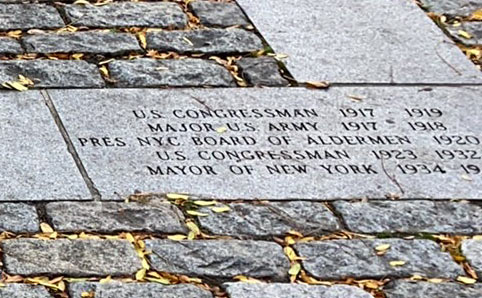 U.S. CONGRESSMAN 1917 1919
MAJOR U.S. ARMY 1917 - 1918
PRES N.Y.C. BOARD OF ALDERMEN 1920
U.S. CONGRESSMAN 1923 1932
MAYOR OF NEW YORK 1934